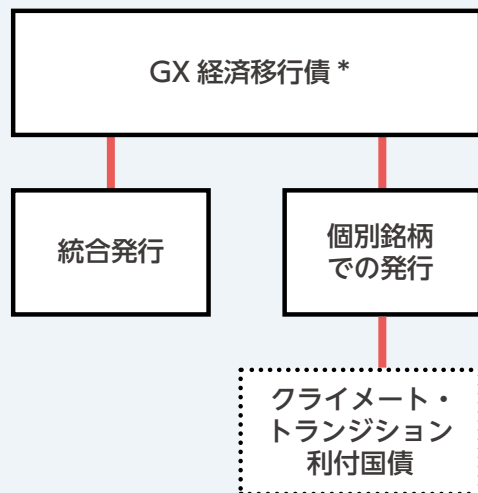 GX 経済移行債 *
統合発行
個別銘柄
での発行
クライメート・
トランジション
利付国債